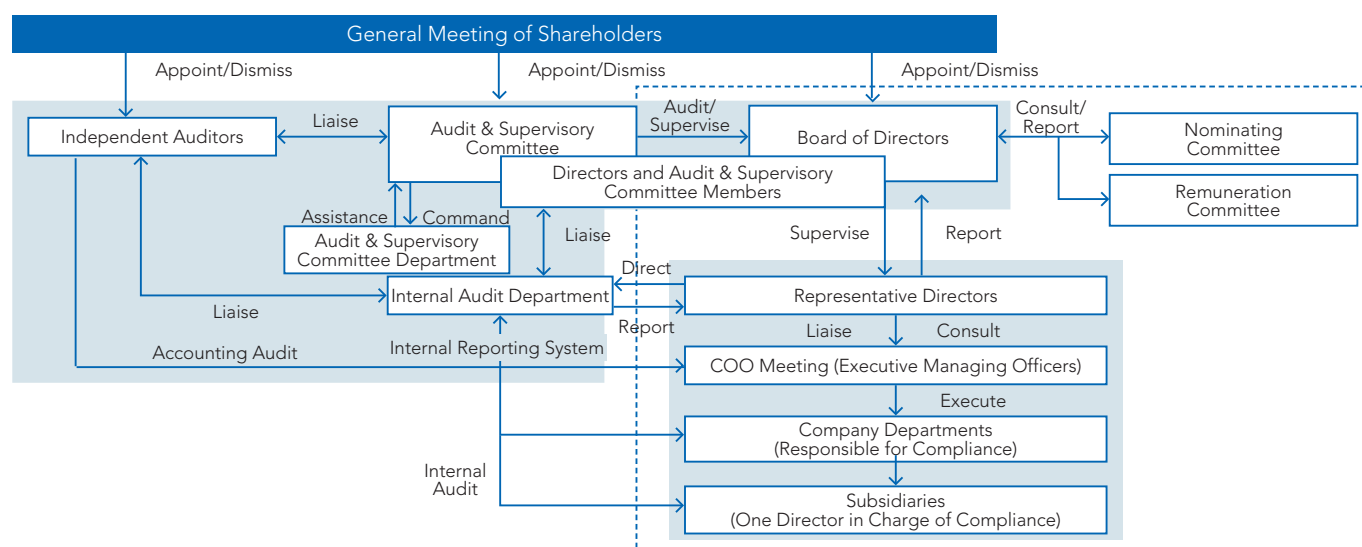 General Meeting of Shareholders
Appoint/Dismiss
Appoint/Dismiss
Appoint/Dismiss
Independent Auditors
Liaise
Audit & Supervisory
Committee
Audit/
Supervise
Board of Directors
Consult/
Report
Nominating
Committee
Directors and Audit & Supervisory
Committee Members
Remuneration
Committee
Assistance
Command
Audit & Supervisory
Committee Department
Liaise
Supervise
Report
Direct
Internal Audit Department
Representative Directors
Liaise
Report
Liaise
Consult
Accounting Audit
Internal Reporting System
COO Meeting (Executive Managing Officers)
Execute
Company Departments
(Responsible for Compliance)
Internal
Audit
Subsidiaries
(One Director in Charge of Compliance)